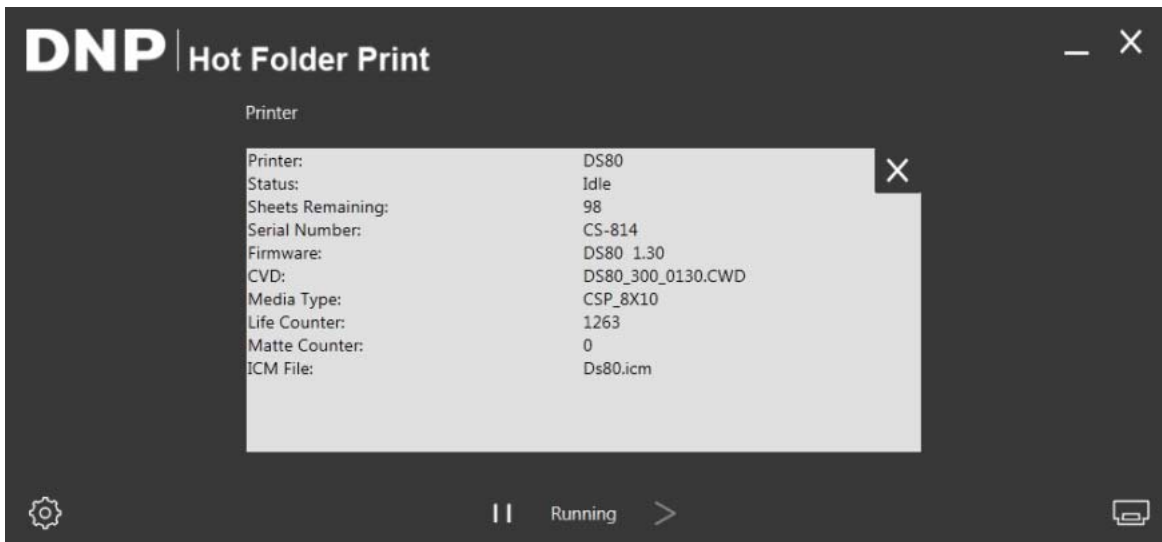 DNP Hot Folder Print
Printer
Printer: DS80
Status: Idle
Sheets Remaining: 98
Serial Number: CS-814
Firmware: DS80 1.30
CVD: DS80_300_0130.CWD
Media Type: CSP_8X10
Life Counter: 1263
Matte Counter: 0
ICM File: Ds80.icm
Running